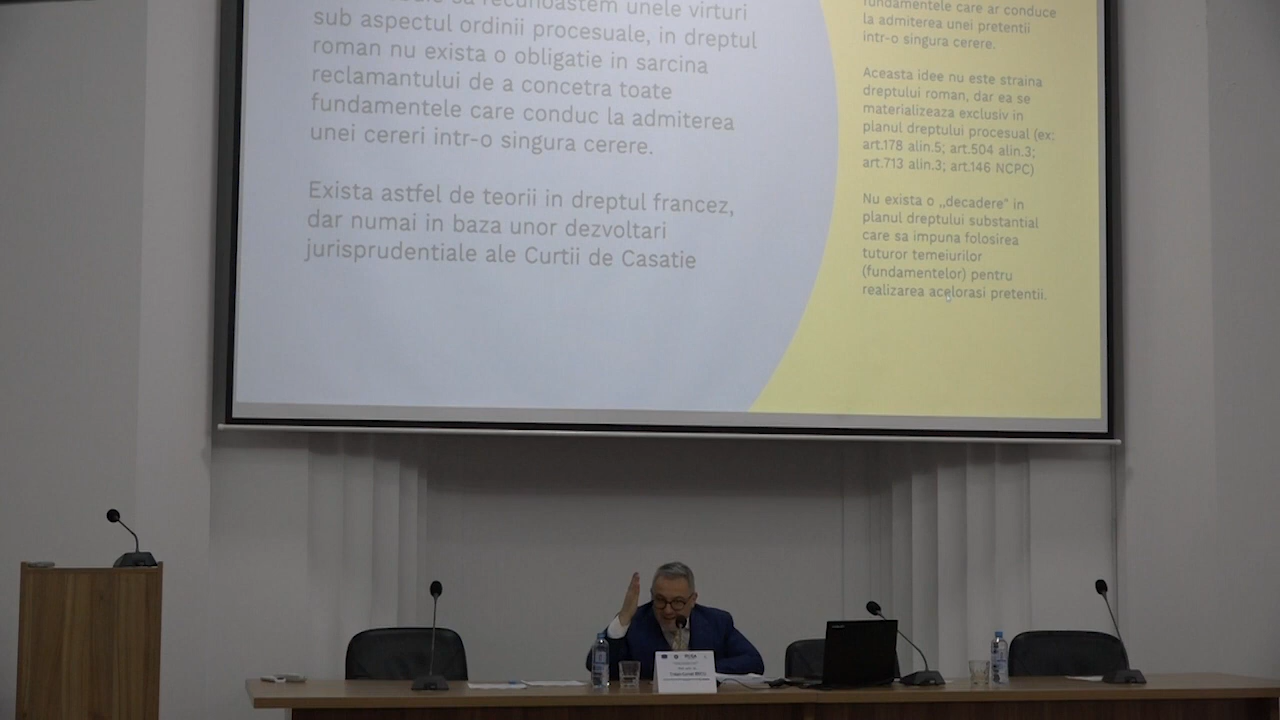 sa recunoastem unele virturi
sub aspectul ordinii procesuale, in dreptul
roman nu exista o obligatie in sarcina
reclamantului de a concetra toate
fundamentele care conduc la admiterea
unei cereri intr-o singura cerere.
Exista astfel de teorii in dreptul francez,
dar numai in baza unor dezvoltari
jurisprudentiale ale Curtii de Casatie
fundamentele care ar conduce
la admiterea unei pretentii
intr-o singura cerere.
Aceasta idee nu este straina
dreptului roman, dar ea se
materializeaza exclusiv in
planul dreptului procesual (ex;
art.178 alin.5; art.504 alin.3;
art.713 alin.3; art.146 NCPC)
Nu exista o ,,decadere" in
planul dreptului substantial
care sa impuna folosirea
tuturor temeiurilor
(fundamentelor) pentru
realizarea acelorasi pretentii.